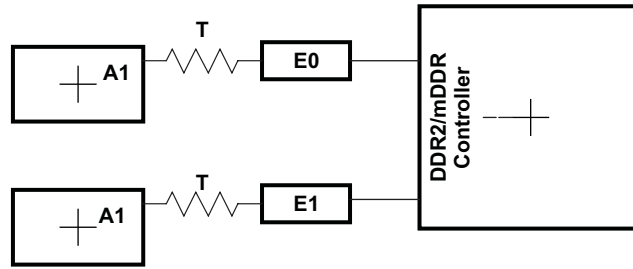 T
A1
E0
DDR2/mDDR
Controller
T
A1
E1